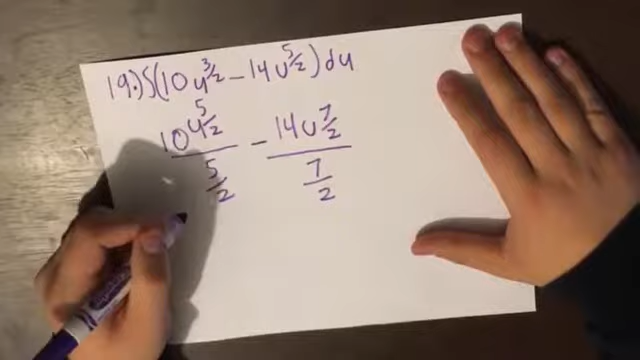 19.) ∫(10u^3/2 - 14u^5/2) du
10u^5/2 / 5/2 - 14u^7/2 / 7/2